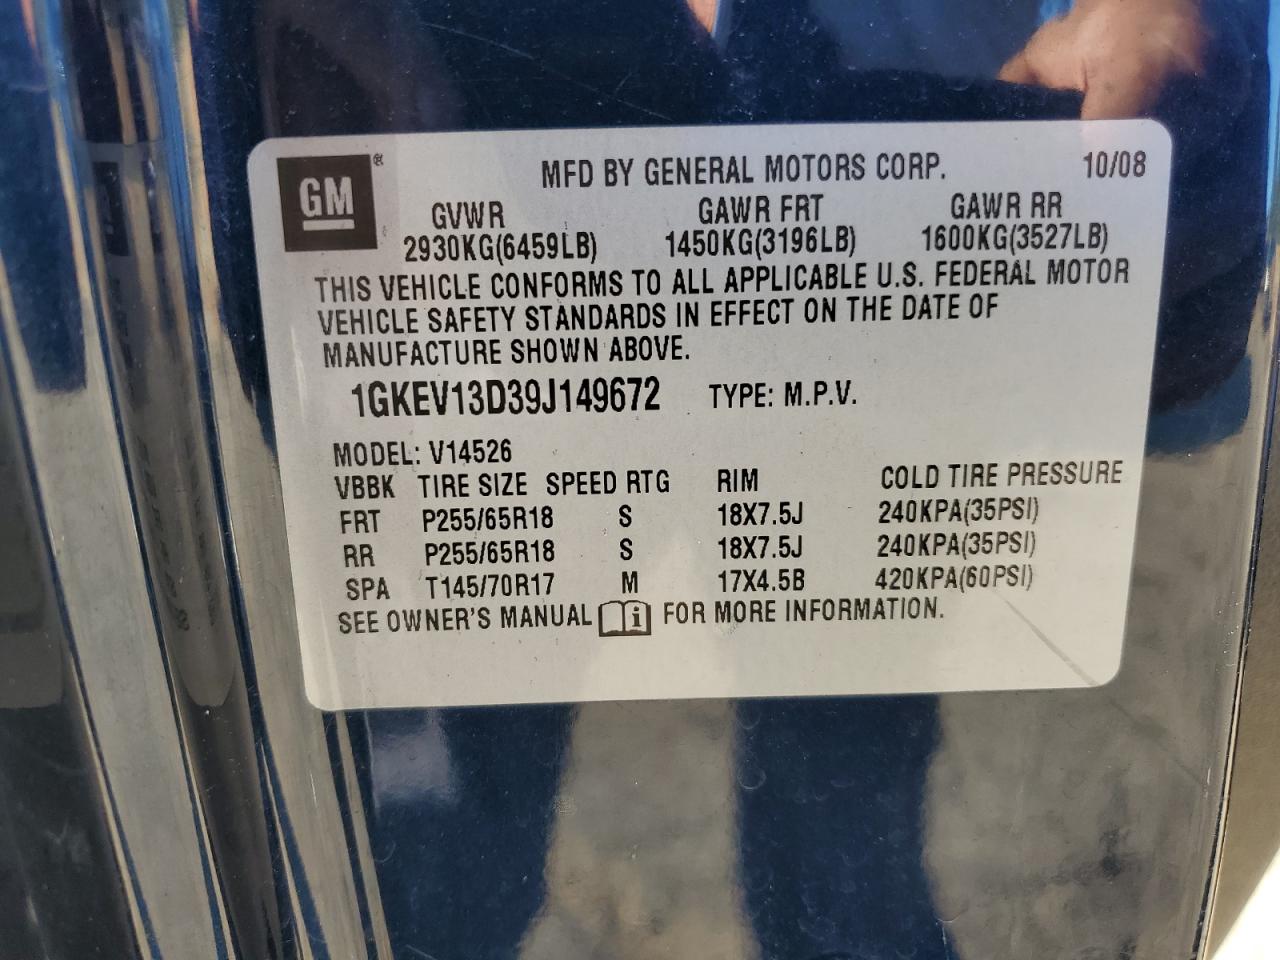 GM ® MFD BY GENERAL MOTORS CORP. 10/08
GVWR GAWR FRT GAWR RR
2930KG(6459LB) 1450KG(3196LB) 1600KG(3527LB)
THIS VEHICLE CONFORMS TO ALL APPLICABLE U.S. FEDERAL MOTOR
VEHICLE SAFETY STANDARDS IN EFFECT ON THE DATE OF
MANUFACTURE SHOWN ABOVE.
1GKEV13D39J149672 TYPE: M.P.V.
MODEL: V14526
VBBK TIRE SIZE SPEED RTG RIM COLD TIRE PRESSURE
FRT P255/65R18 S 18X7.5J 240KPA(35PSI)
RR P255/65R18 S 18X7.5J 240KPA(35PSI)
SPA T145/70R17 M 17X4.5B 420KPA(60PSI)
SEE OWNER'S MANUAL i FOR MORE INFORMATION.